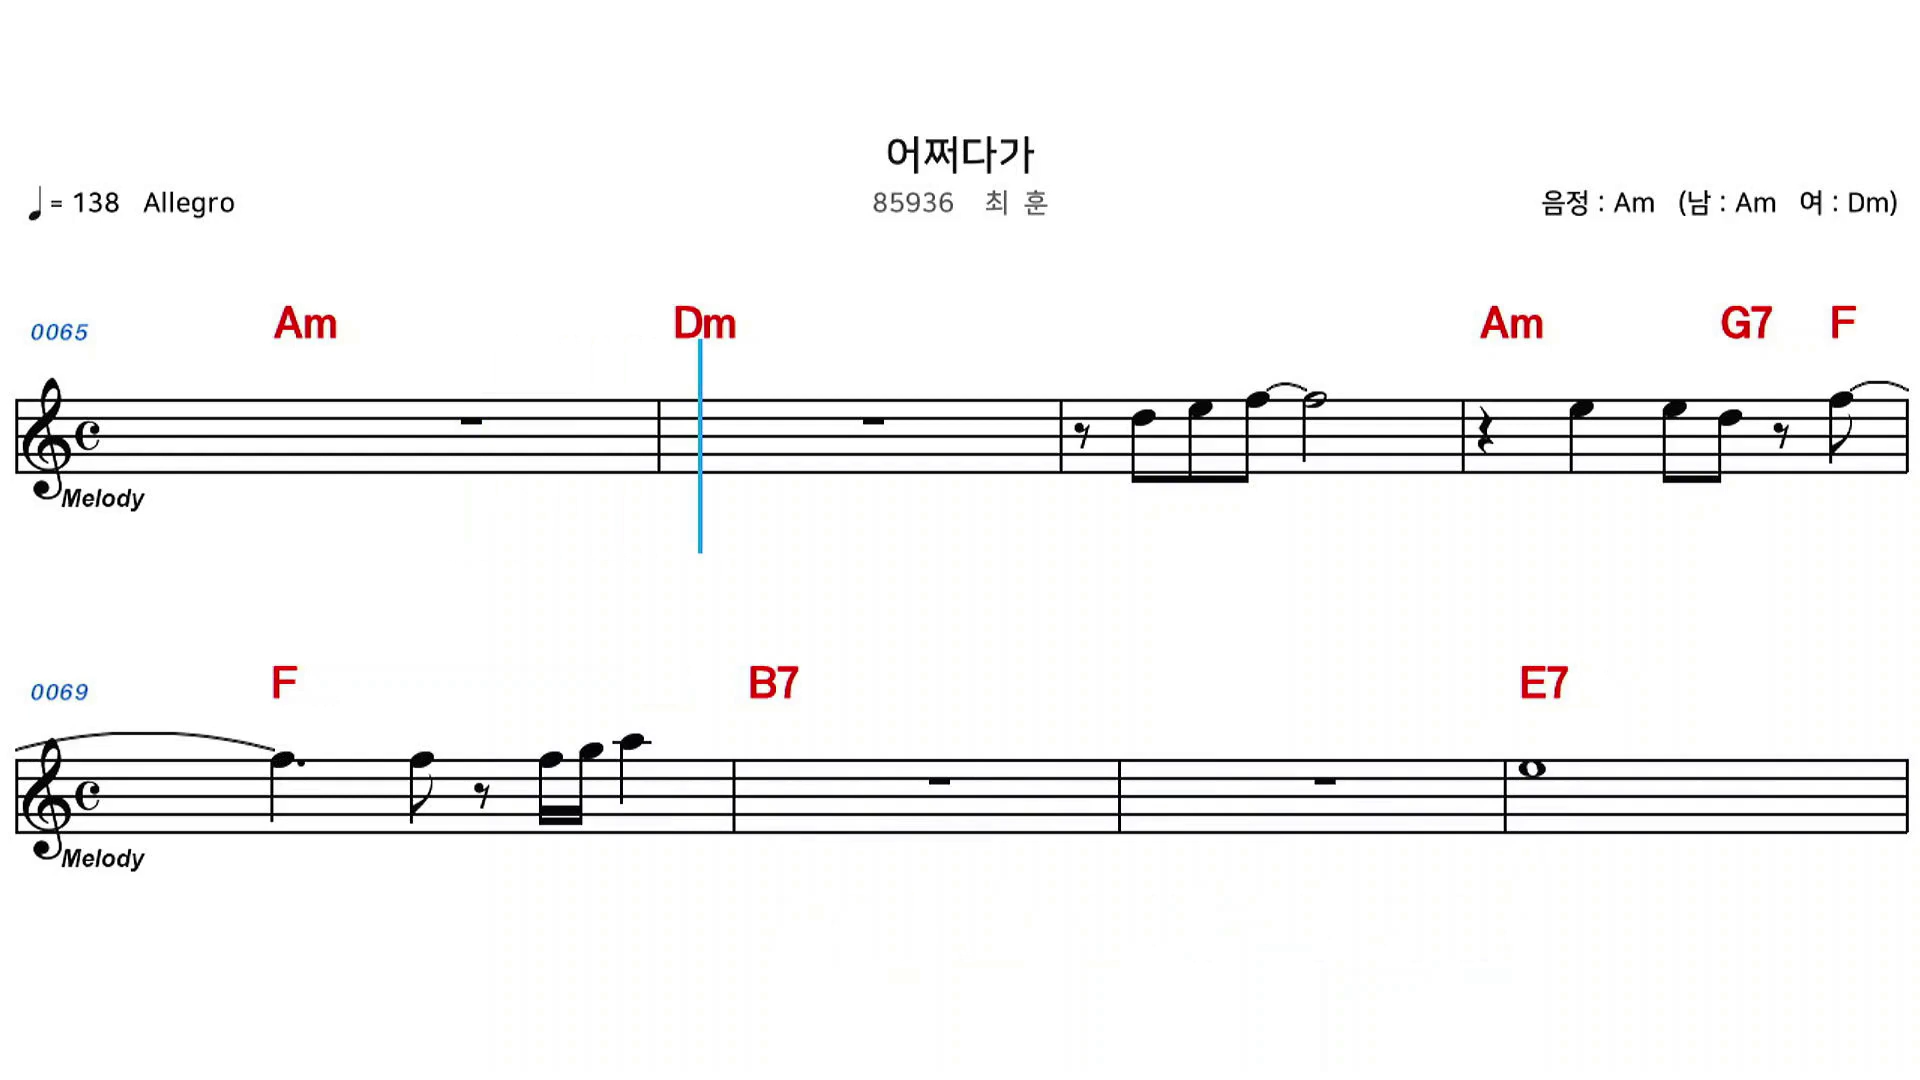 어쩌다가
♩= 138 Allegro 85936 최 훈 음정 : Am (남 : Am 여 : Dm)
0065 Am Dm Am G7 F
Melody
0069 F B7 E7
Melody